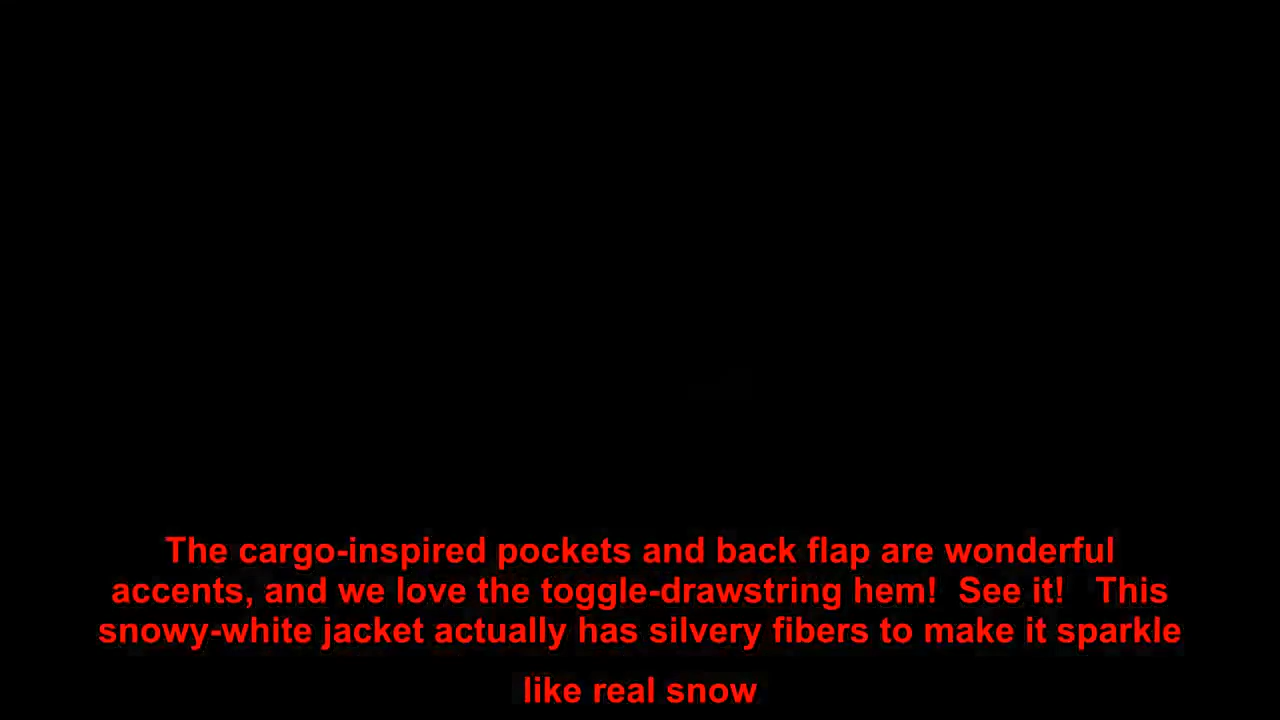 The cargo-inspired pockets and back flap are wonderful
accents, and we love the toggle-drawstring hem!  See it!   This
snowy-white jacket actually has silvery fibers to make it sparkle
like real snow